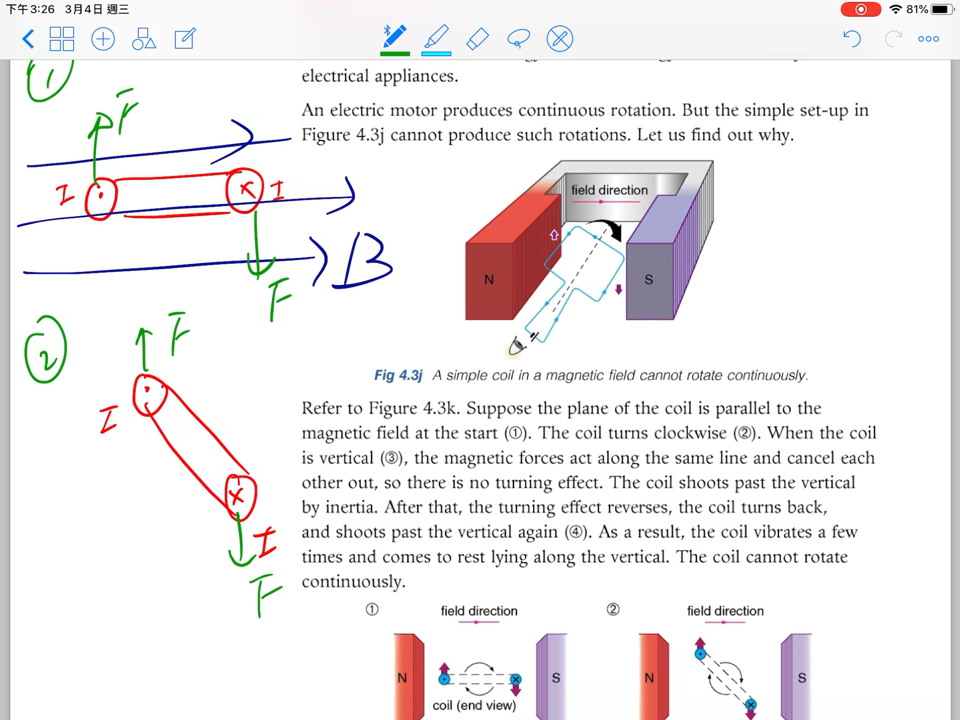 下午3:26 3月4日 週三
81%
electrical appliances.
An electric motor produces continuous rotation. But the simple set-up in
Figure 4.3j cannot produce such rotations. Let us find out why.
field direction
N
S
Fig 4.3j A simple coil in a magnetic field cannot rotate continuously.
Refer to Figure 4.3k. Suppose the plane of the coil is parallel to the
magnetic field at the start (①). The coil turns clockwise (②). When the coil
is vertical (③), the magnetic forces act along the same line and cancel each
other out, so there is no turning effect. The coil shoots past the vertical
by inertia. After that, the turning effect reverses, the coil turns back,
and shoots past the vertical again (④). As a result, the coil vibrates a few
times and comes to rest lying along the vertical. The coil cannot rotate
continuously.
① field direction
N
S
coil (end view)
② field direction
N
S
①
F
I
I
B
F
②
F
I
I
F